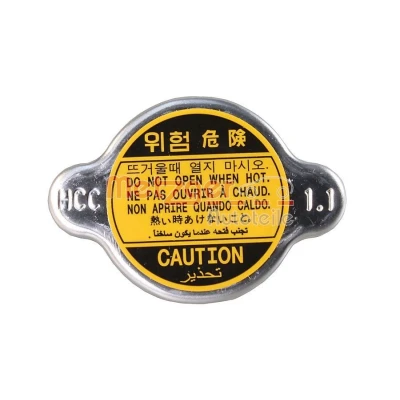 위험 危険
뜨거울때 열지 마시오.
DO NOT OPEN WHEN HOT.
NE PAS OUVRIR A CHAUD.
NON APRIRE QUANDO CALDO.
HCC 1.1
熱い時あけないこと
تجنب فتحه عندما يكون ساخناً.
CAUTION
تحذير